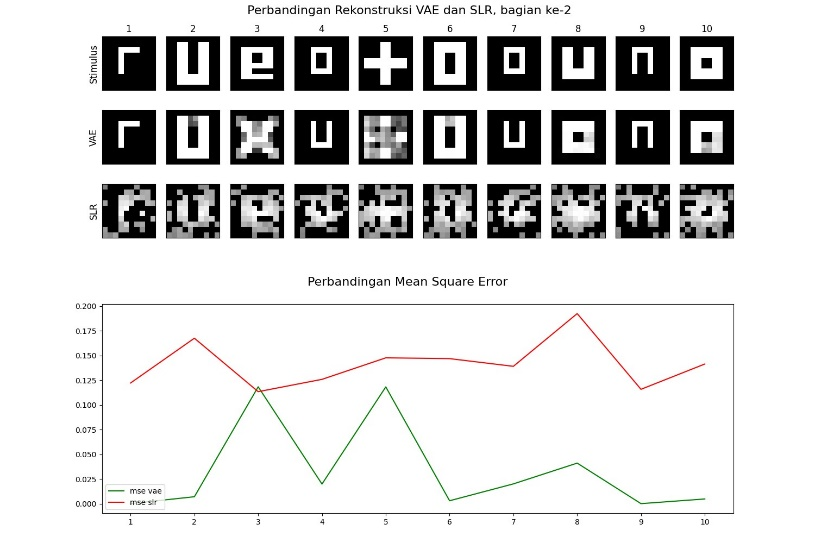 Perbandingan Rekonstruksi VAE dan SLR, bagian ke-2
1 2 3 4 5 6 7 8 9 10
Stimulus
VAE
SLR
Perbandingan Mean Square Error
0.200
0.175
0.150
0.125
0.100
0.075
0.050
0.025
0.000
mse vae
mse slr
1 2 3 4 5 6 7 8 9 10